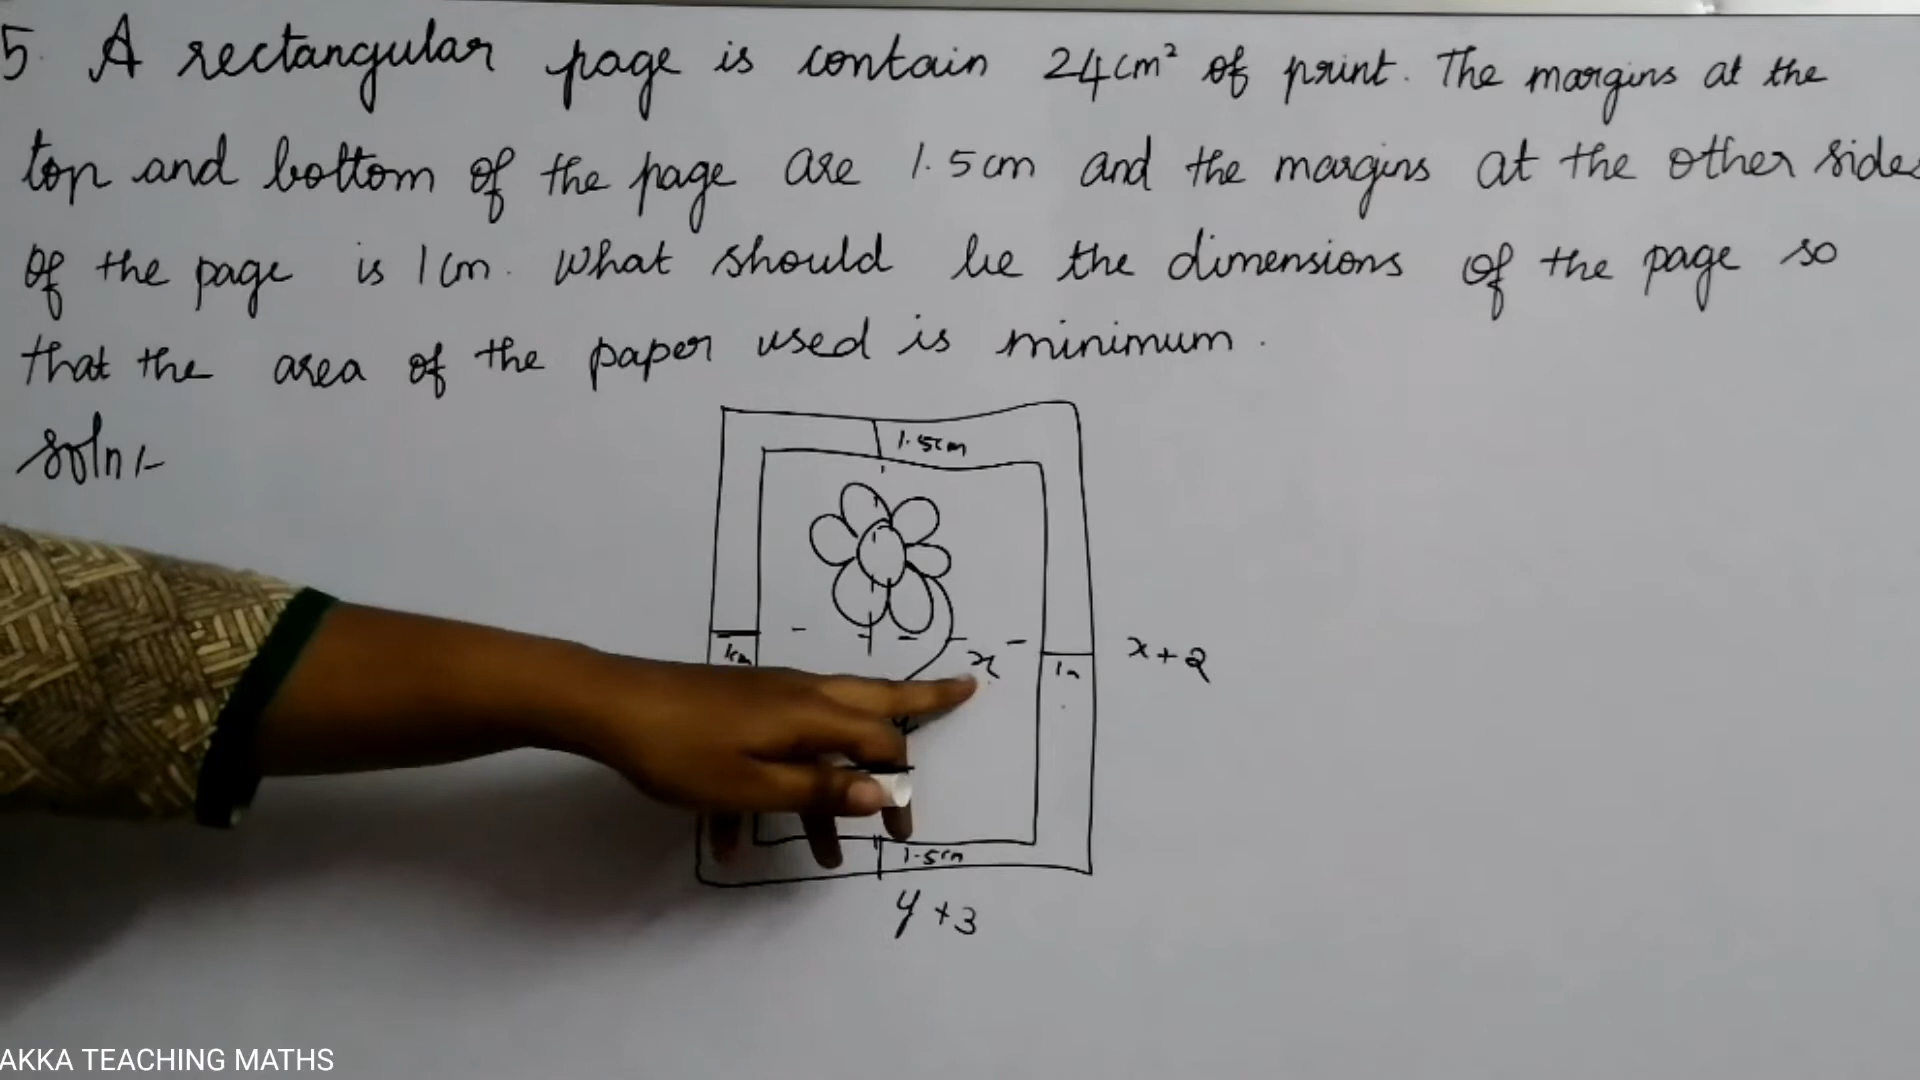 5. A rectangular page is contain 24cm² of print. The margins at the
top and bottom of the page are 1.5cm and the margins at the other sides
of the page is 1cm. What should be the dimensions of the page so
that the area of the paper used is minimum.
Soln:-
1.5cm
1cm
x
x+2
y
1.5cm
y+3
AKKA TEACHING MATHS